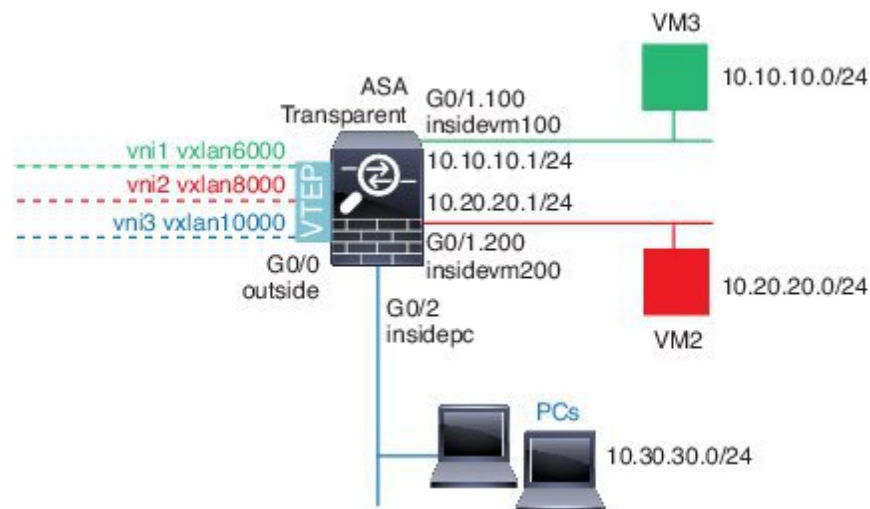 VM3
10.10.10.0/24
ASA
Transparent
G0/1.100
insidevm100
vni1 vxlan6000
vni2 vxlan8000
vni3 vxlan10000
VTEP
10.10.10.1/24
10.20.20.1/24
G0/0
outside
G0/1.200
insidevm200
10.20.20.0/24
VM2
G0/2
insidepc
PCs
10.30.30.0/24